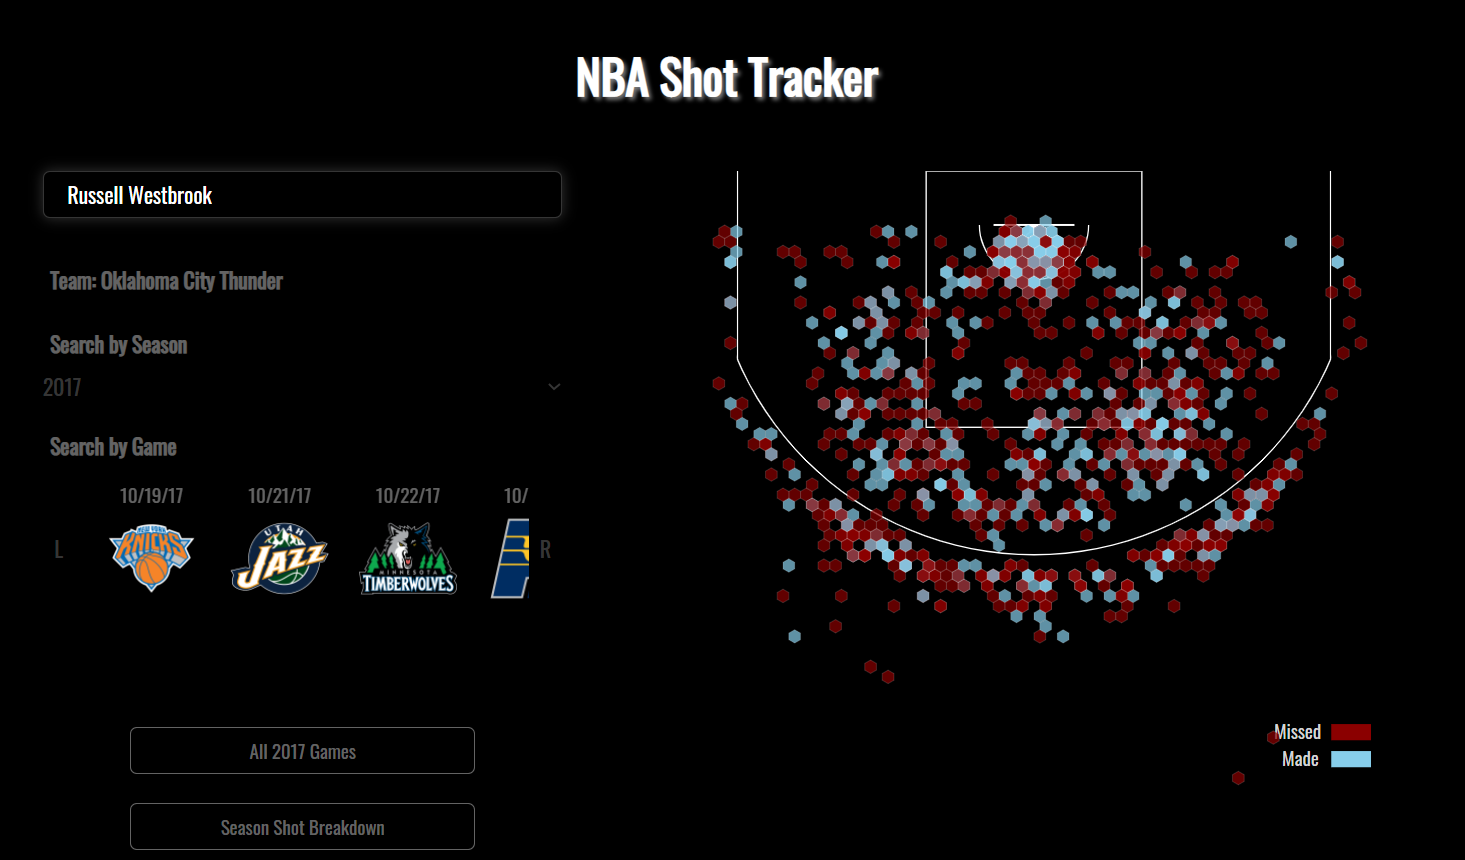 NBA Shot Tracker
Russell Westbrook
Team: Oklahoma City Thunder
Search by Season
2017
Search by Game
10/19/17
10/21/17
10/22/17
10/
L
NEW YORK
KNICKS
UTAH
JAZZ
MINNESOTA
TIMBERWOLVES
R
All 2017 Games
Season Shot Breakdown
Missed
Made